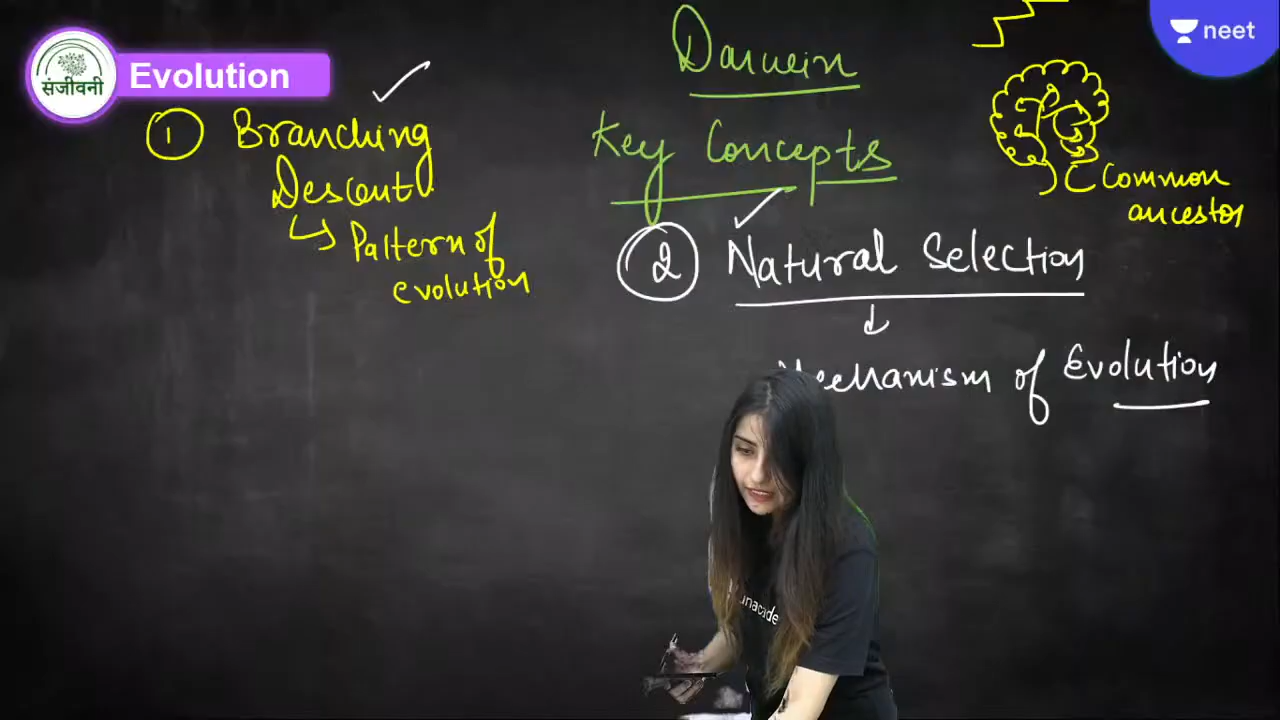 संजीवनी
Evolution
neet
Darwein
Key Concepts
① Branching
Descent
↳ Pattern of
evolution
Common
ancestor
② Natural Selection
↓
Mechanism of Evolution
unacade